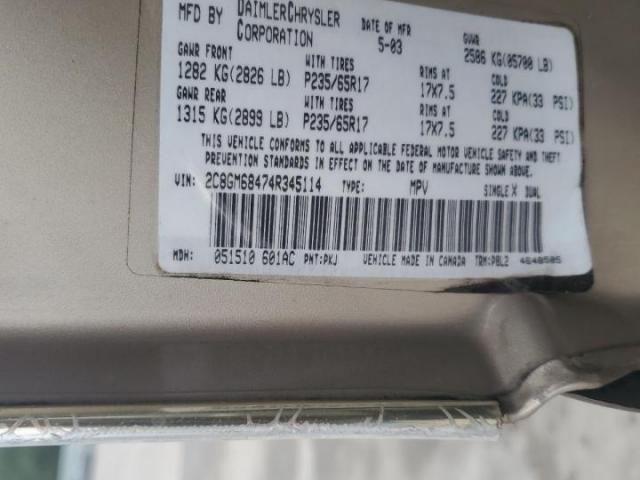 MFD BY DAIMLERCHRYSLER CORPORATION
DATE OF MFR 5-03
GVWR 2586 KG(05700 LB)
GAWR FRONT WITH TIRES RIMS AT COLD
1282 KG(2826 LB) P235/65R17 17X7.5 227 KPA(33 PSI)
GAWR REAR WITH TIRES RIMS AT COLD
1315 KG(2899 LB) P235/65R17 17X7.5 227 KPA(33 PSI)
THIS VEHICLE CONFORMS TO ALL APPLICABLE FEDERAL MOTOR VEHICLE SAFETY AND THEFT
PREVENTION STANDARDS IN EFFECT ON THE DATE OF MANUFACTURE SHOWN ABOVE.
VIN: 2C8GM68474R345114 TYPE: MPV SINGLE X DUAL
MDH: 051510 601AC PNT:PKJ VEHICLE MADE IN CANADA TRM:PBL2 4648505